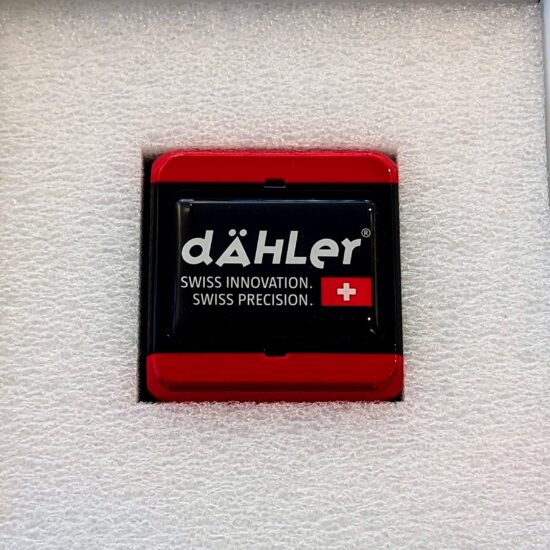 dÄHLer®
SWISS INNOVATION.
SWISS PRECISION.